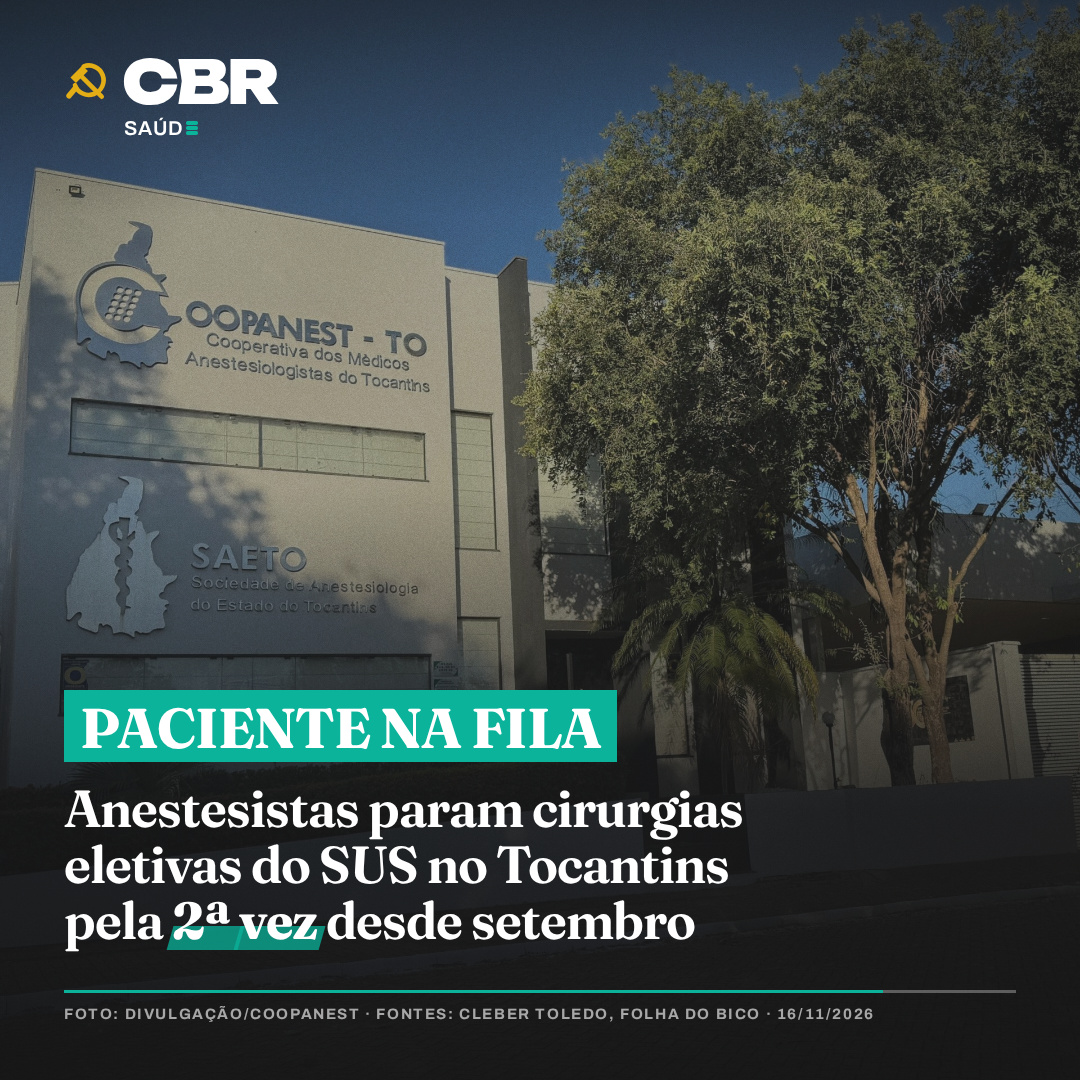 CBR
SAÚDE
COOPANEST - TO
Cooperativa dos Médicos
Anestesiologistas do Tocantins
SAETO
Sociedade de Anestesiologia
do Estado do Tocantins
PACIENTE NA FILA
Anestesistas param cirurgias
eletivas do SUS no Tocantins
pela 2ª vez desde setembro
FOTO: DIVULGAÇÃO/COOPANEST · FONTES: CLEBER TOLEDO, FOLHA DO BICO · 16/11/2026